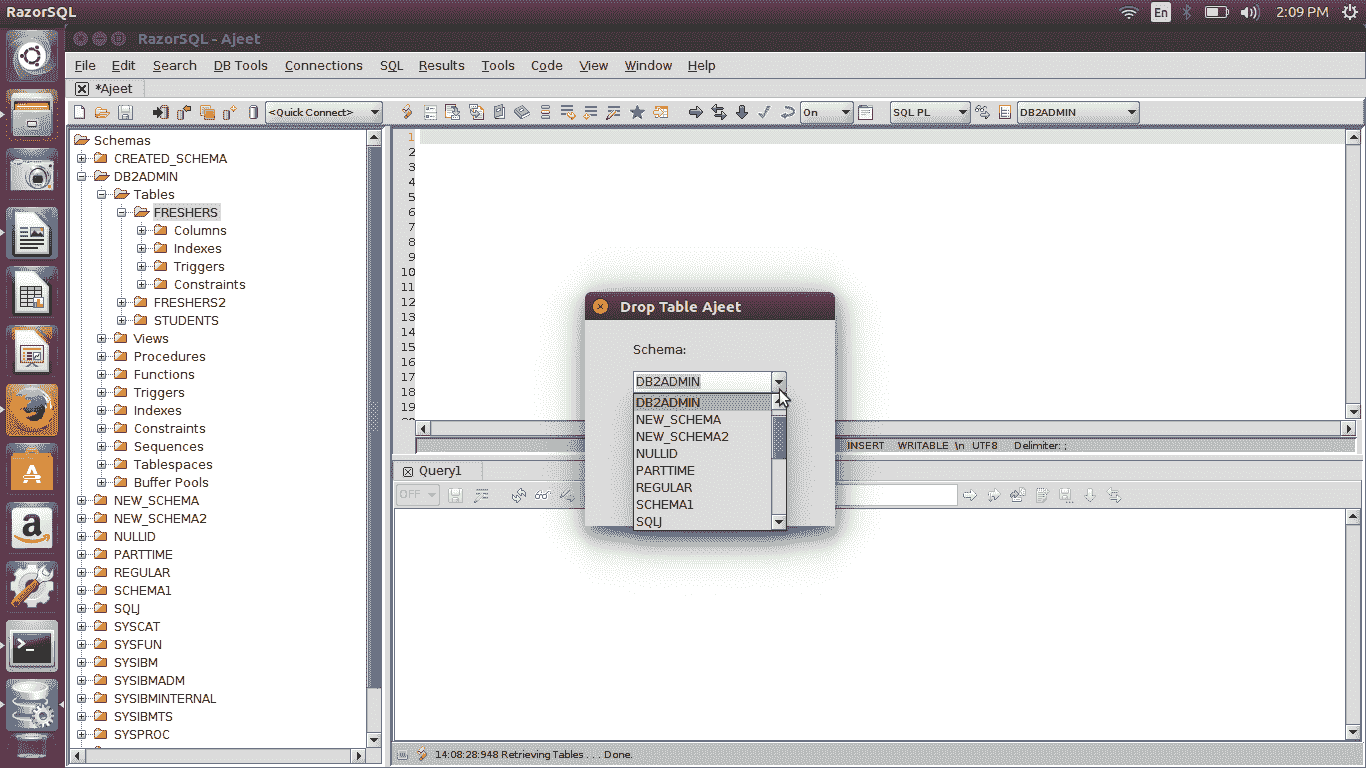 RazorSQL
En
2:09 PM
RazorSQL - Ajeet
File Edit Search DB Tools Connections SQL Results Tools Code View Window Help
*Ajeet
<Quick Connect>
On
SQL PL
DB2ADMIN
Schemas
CREATED_SCHEMA
DB2ADMIN
Tables
FRESHERS
Columns
Indexes
Triggers
Constraints
FRESHERS2
STUDENTS
Views
Procedures
Functions
Triggers
Indexes
Constraints
Sequences
Tablespaces
Buffer Pools
NEW_SCHEMA
NEW_SCHEMA2
NULLID
PARTTIME
REGULAR
SCHEMA1
SQLJ
SYSCAT
SYSFUN
SYSIBM
SYSIBMADM
SYSIBMINTERNAL
SYSIBMTS
SYSPROC
1
2
3
4
5
6
7
8
9
10
11
12
13
14
15
16
17
18
19
Drop Table Ajeet
Schema:
DB2ADMIN
DB2ADMIN
NEW_SCHEMA
NEW_SCHEMA2
NULLID
PARTTIME
REGULAR
SCHEMA1
SQLJ
INSERT WRITABLE \n UTF8 Delimiter: ;
Query1
OFF
14:08:28:948 Retrieving Tables . . . Done.